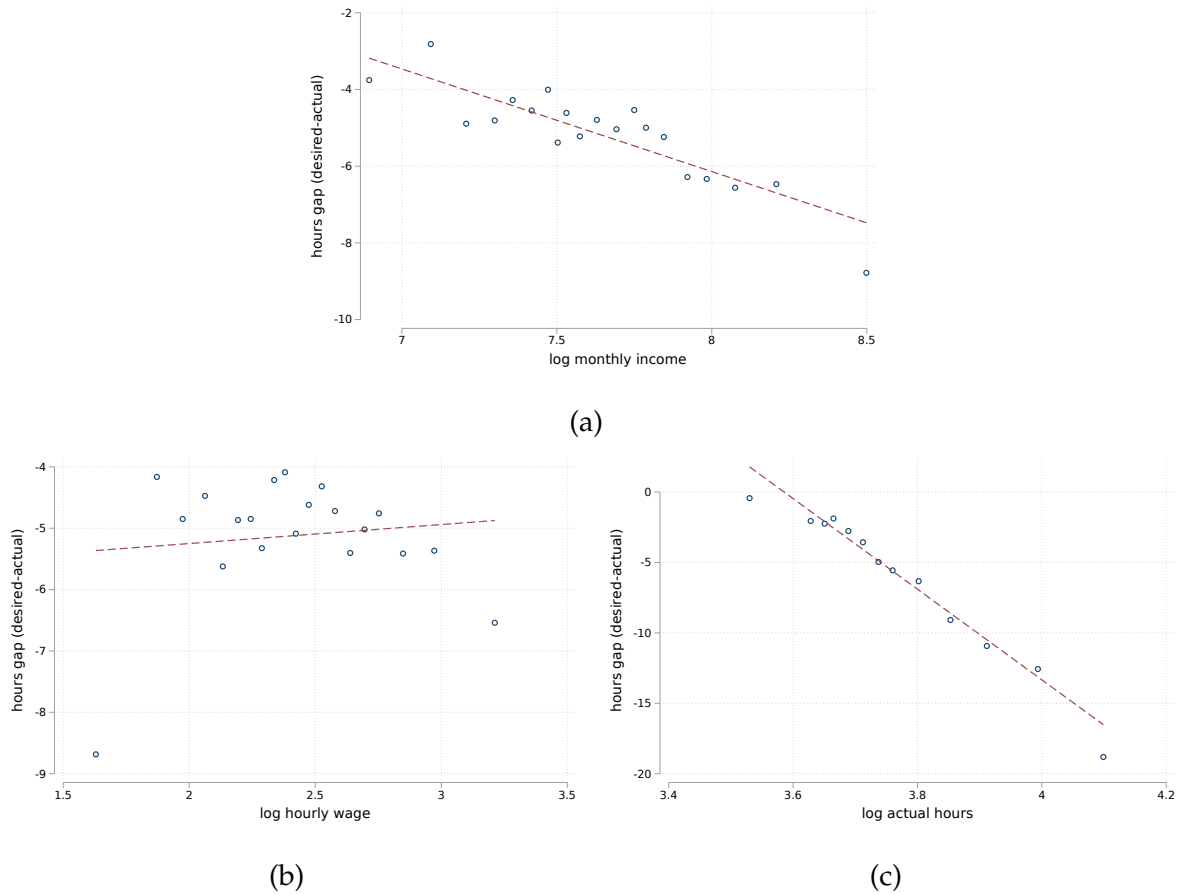 -2
-4
-6
-8
-10
hours gap (desired-actual)
7 7.5 8 8.5
log monthly income
(a)
-4
-5
-6
-7
-8
-9
hours gap (desired-actual)
1.5 2 2.5 3 3.5
log hourly wage
(b)
0
-5
-10
-15
-20
hours gap (desired-actual)
3.4 3.6 3.8 4 4.2
log actual hours
(c)